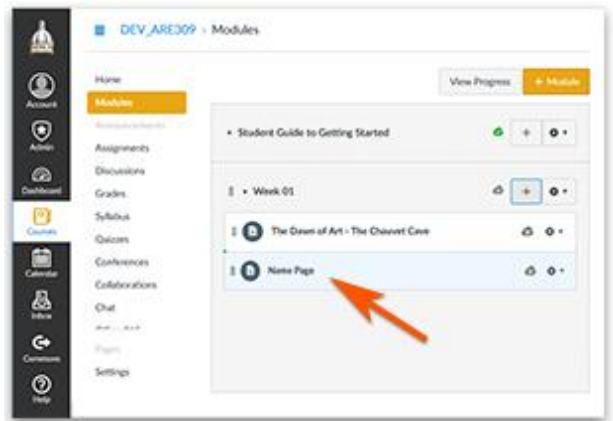 DEV_ARE309 › Modules
Account
Admin
Dashboard
Courses
Calendar
Inbox
Commons
Help
Home
Modules
Announcements
Assignments
Discussions
Grades
Syllabus
Quizzes
Conferences
Collaborations
Chat
Pages
Settings
View Progress
+ Module
Student Guide to Getting Started
Week 01
The Dawn of Art - The Chauvet Cave
Name Page